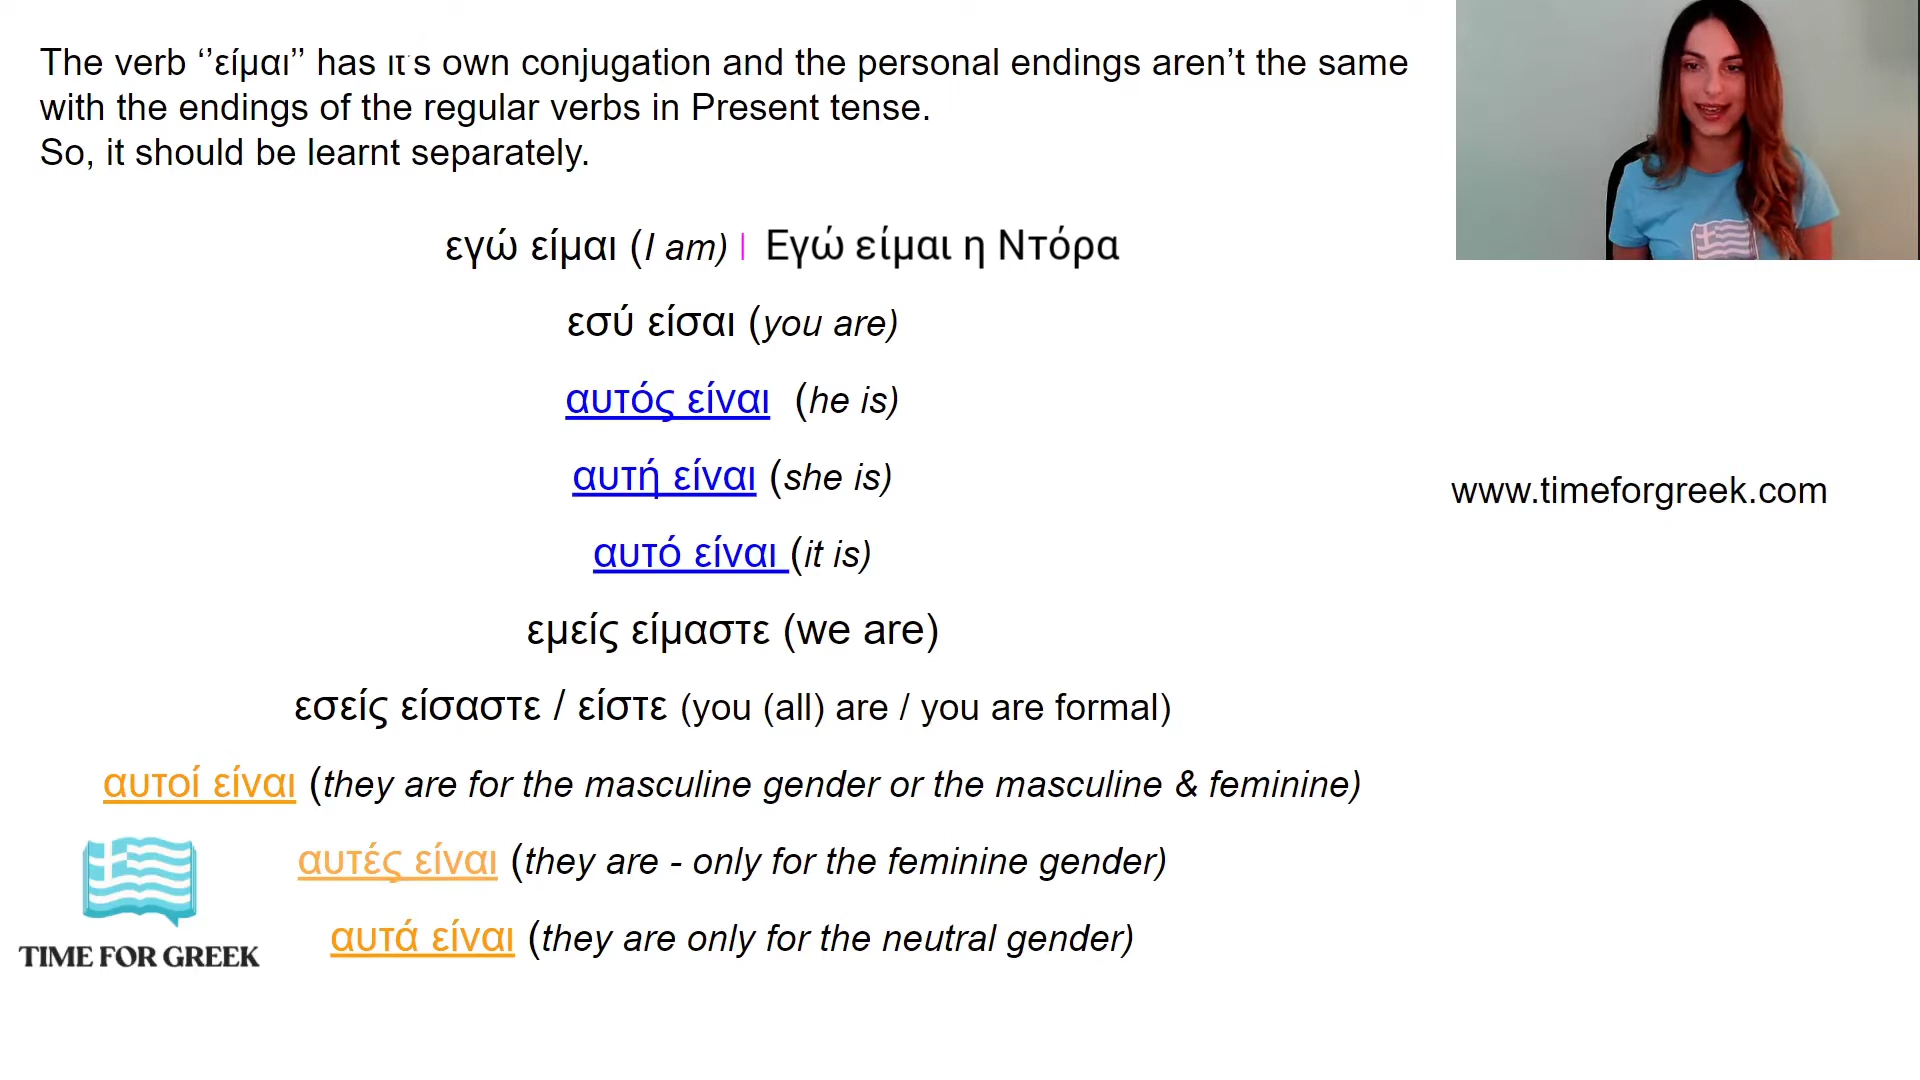 The verb ‘’είμαι’’ has it's own conjugation and the personal endings aren’t the same
with the endings of the regular verbs in Present tense.
So, it should be learnt separately.
εγώ είμαι (I am) | Εγώ είμαι η Ντόρα
εσύ είσαι (you are)
αυτός είναι (he is)
αυτή είναι (she is)
www.timeforgreek.com
αυτό είναι (it is)
εμείς είμαστε (we are)
εσείς είσαστε / είστε (you (all) are / you are formal)
αυτοί είναι (they are for the masculine gender or the masculine & feminine)
αυτές είναι (they are - only for the feminine gender)
αυτά είναι (they are only for the neutral gender)
TIME FOR GREEK